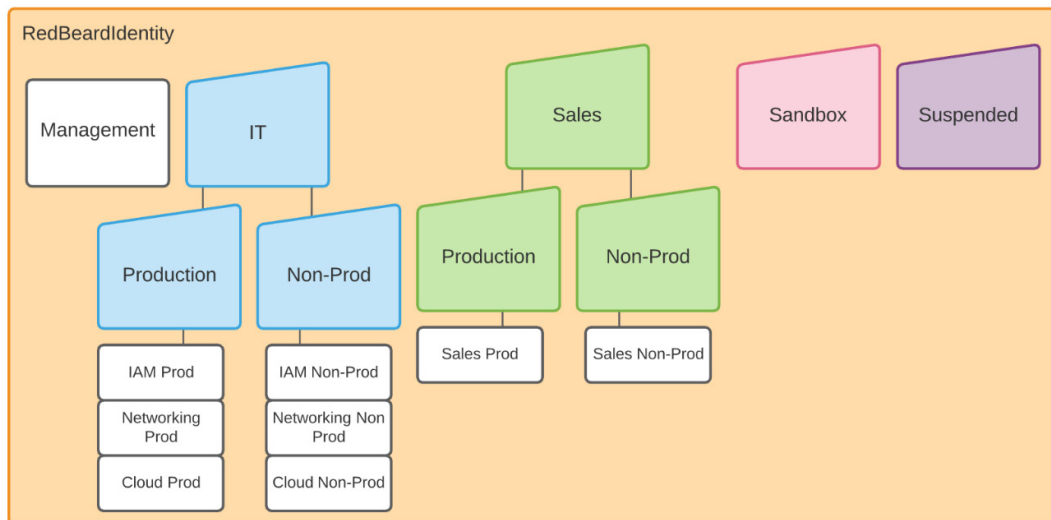 RedBeardIdentity
Management
IT
Sales
Sandbox
Suspended
Production
Non-Prod
Production
Non-Prod
IAM Prod
Networking
Prod
Cloud Prod
IAM Non-Prod
Networking Non
Prod
Cloud Non-Prod
Sales Prod
Sales Non-Prod